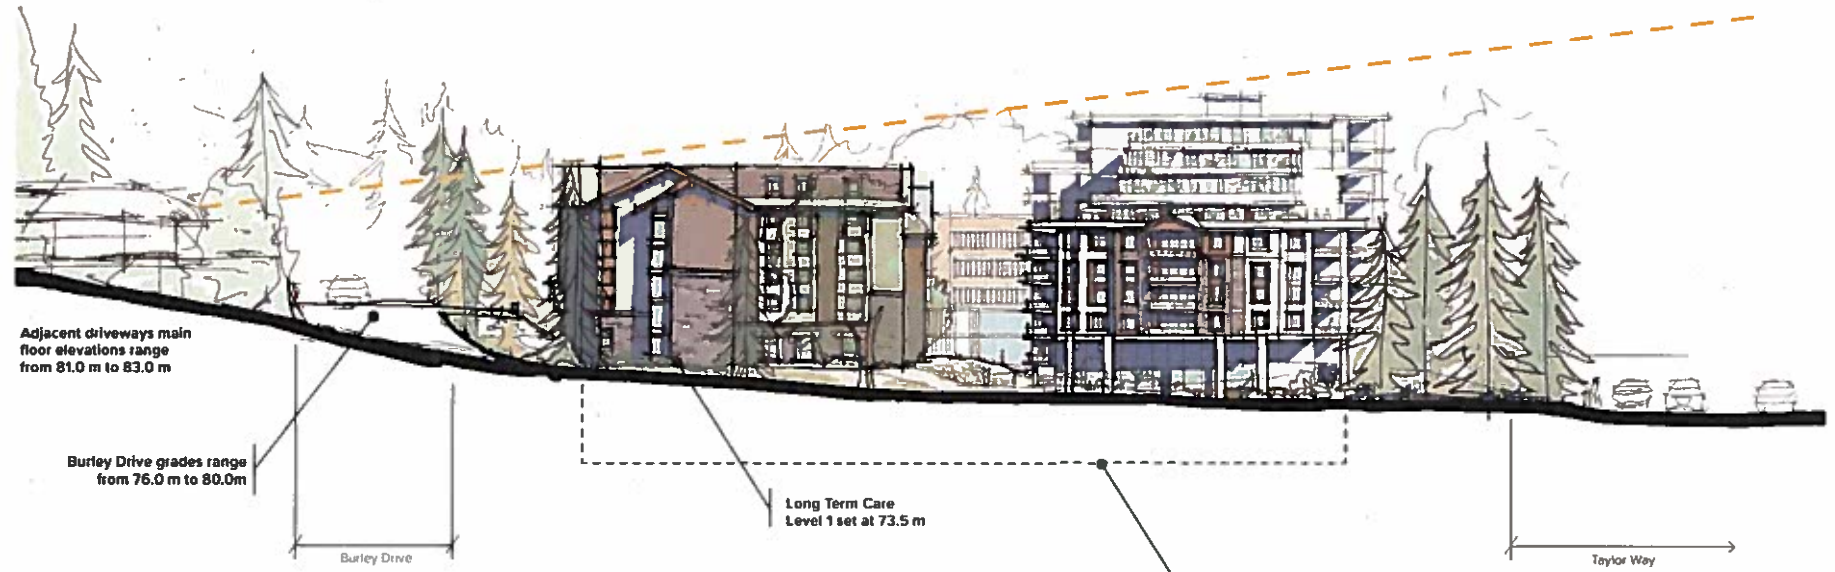 Adjacent driveways main
floor elevations range
from 81.0 m to 83.0 m
Burley Drive grades range
from 76.0 m to 80.0m
Long Term Care
Level 1 set at 73.5 m
Burley Drive
Taylor Way